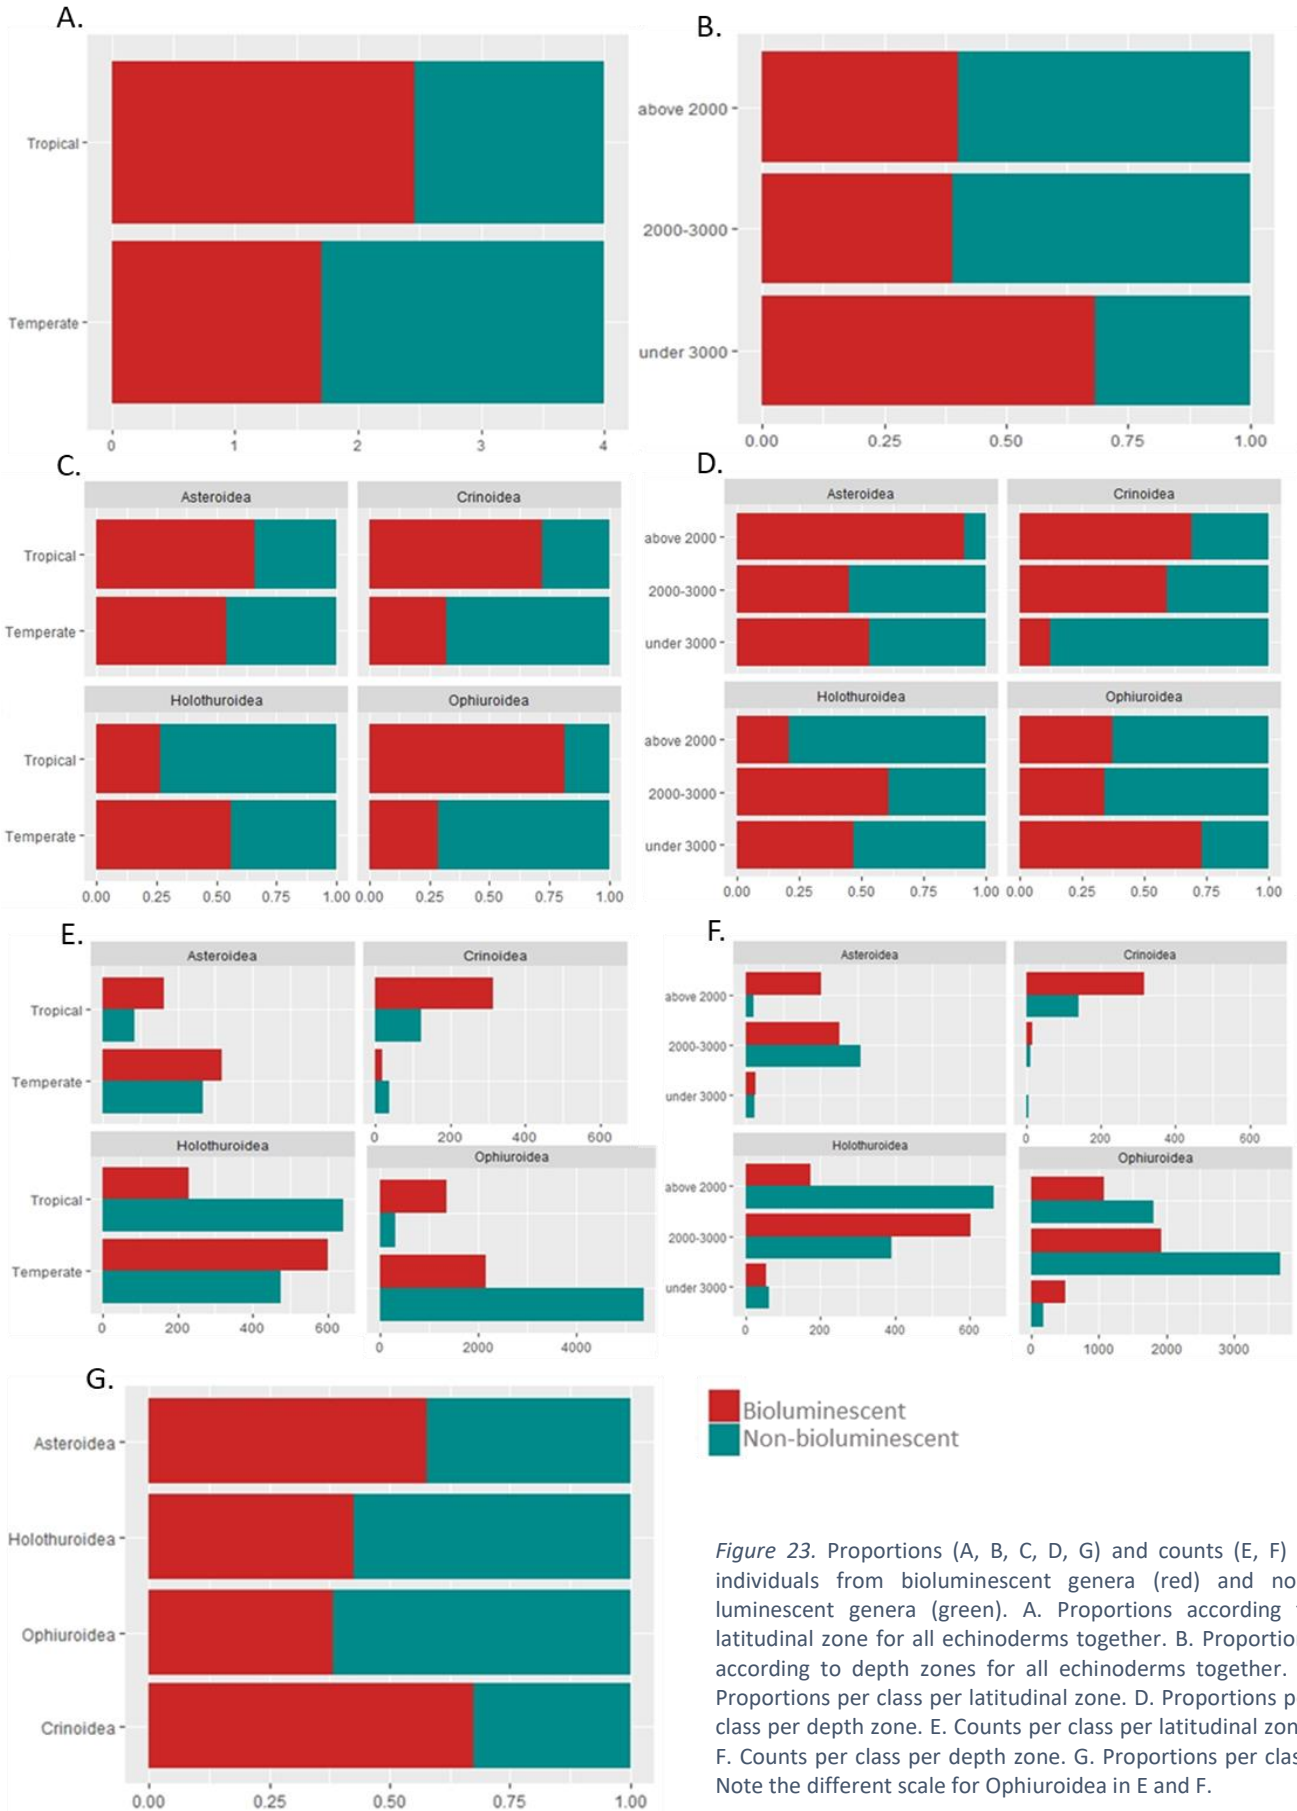 A.
Tropical
Temperate
0 1 2 3 4
B.
above 2000
2000-3000
under 3000
0.00 0.25 0.50 0.75 1.00
C.
Asteroidea Crinoidea
Tropical
Temperate
Holothuroidea Ophiuroidea
Tropical
Temperate
0.00 0.25 0.50 0.75 1.00 0.00 0.25 0.50 0.75 1.00
D.
Asteroidea Crinoidea
above 2000
2000-3000
under 3000
Holothuroidea Ophiuroidea
above 2000
2000-3000
under 3000
0.00 0.25 0.50 0.75 1.00 0.00 0.25 0.50 0.75 1.00
E.
Asteroidea Crinoidea
Tropical
Temperate
0 200 400 600
Holothuroidea Ophiuroidea
Tropical
Temperate
0 200 400 600
0 2000 4000
F.
Asteroidea Crinoidea
above 2000
2000-3000
under 3000
0 200 400 600
Holothuroidea Ophiuroidea
above 2000
2000-3000
under 3000
0 200 400 600
0 1000 2000 3000
G.
Asteroidea
Holothuroidea
Ophiuroidea
Crinoidea
0.00 0.25 0.50 0.75 1.00
Bioluminescent
Non-bioluminescent
Figure 23. Proportions (A, B, C, D, G) and counts (E, F)
individuals from bioluminescent genera (red) and no
luminescent genera (green). A. Proportions according
latitudinal zone for all echinoderms together. B. Proportion
according to depth zones for all echinoderms together.
Proportions per class per latitudinal zone. D. Proportions p
class per depth zone. E. Counts per class per latitudinal zon
F. Counts per class per depth zone. G. Proportions per clas
Note the different scale for Ophiuroidea in E and F.